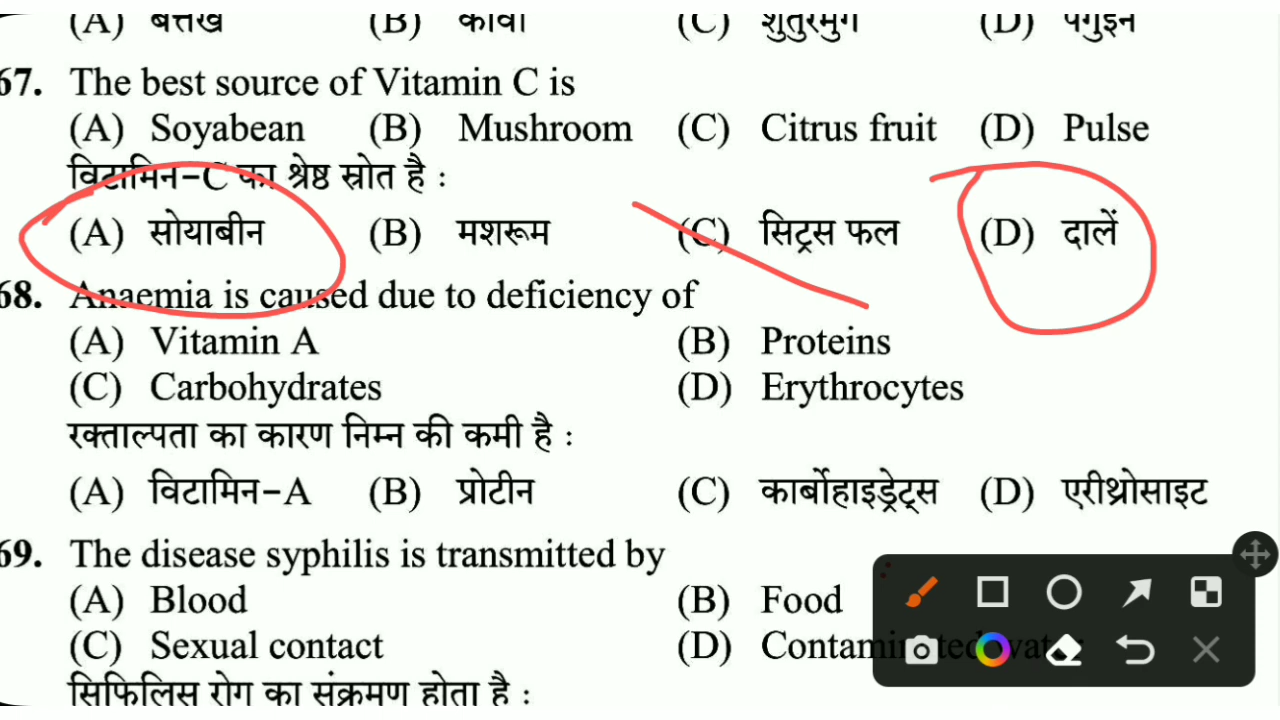 (A) बत्तख (B) कौवा (C) शुतुरमुर्ग (D) पेंगुइन
67. The best source of Vitamin C is
(A) Soyabean (B) Mushroom (C) Citrus fruit (D) Pulse
विटामिन-C का श्रेष्ठ स्रोत है :
(A) सोयाबीन (B) मशरूम (C) सिट्रस फल (D) दालें
68. Anaemia is caused due to deficiency of
(A) Vitamin A (B) Proteins
(C) Carbohydrates (D) Erythrocytes
रक्ताल्पता का कारण निम्न की कमी है :
(A) विटामिन-A (B) प्रोटीन (C) कार्बोहाइड्रेट्स (D) एरीथ्रोसाइट
69. The disease syphilis is transmitted by
(A) Blood (B) Food
(C) Sexual contact (D) Contaminated water
सिफिलिस रोग का संक्रमण होता है :